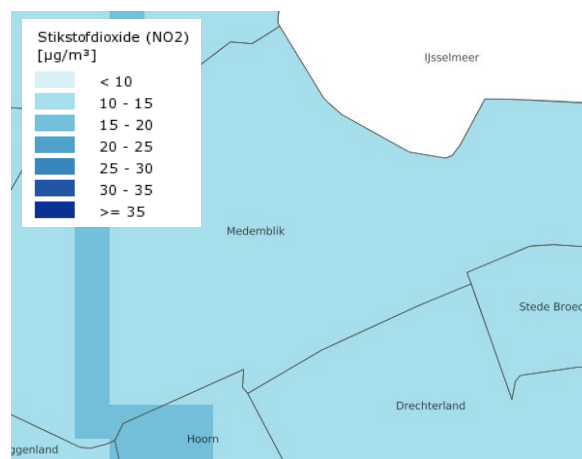 Stikstofdioxide (NO2)
[µg/m³]
< 10
10 - 15
15 - 20
20 - 25
25 - 30
30 - 35
>= 35
IJsselmeer
Medemblik
Stede Broec
Drechterland
Hoorn
ggenland